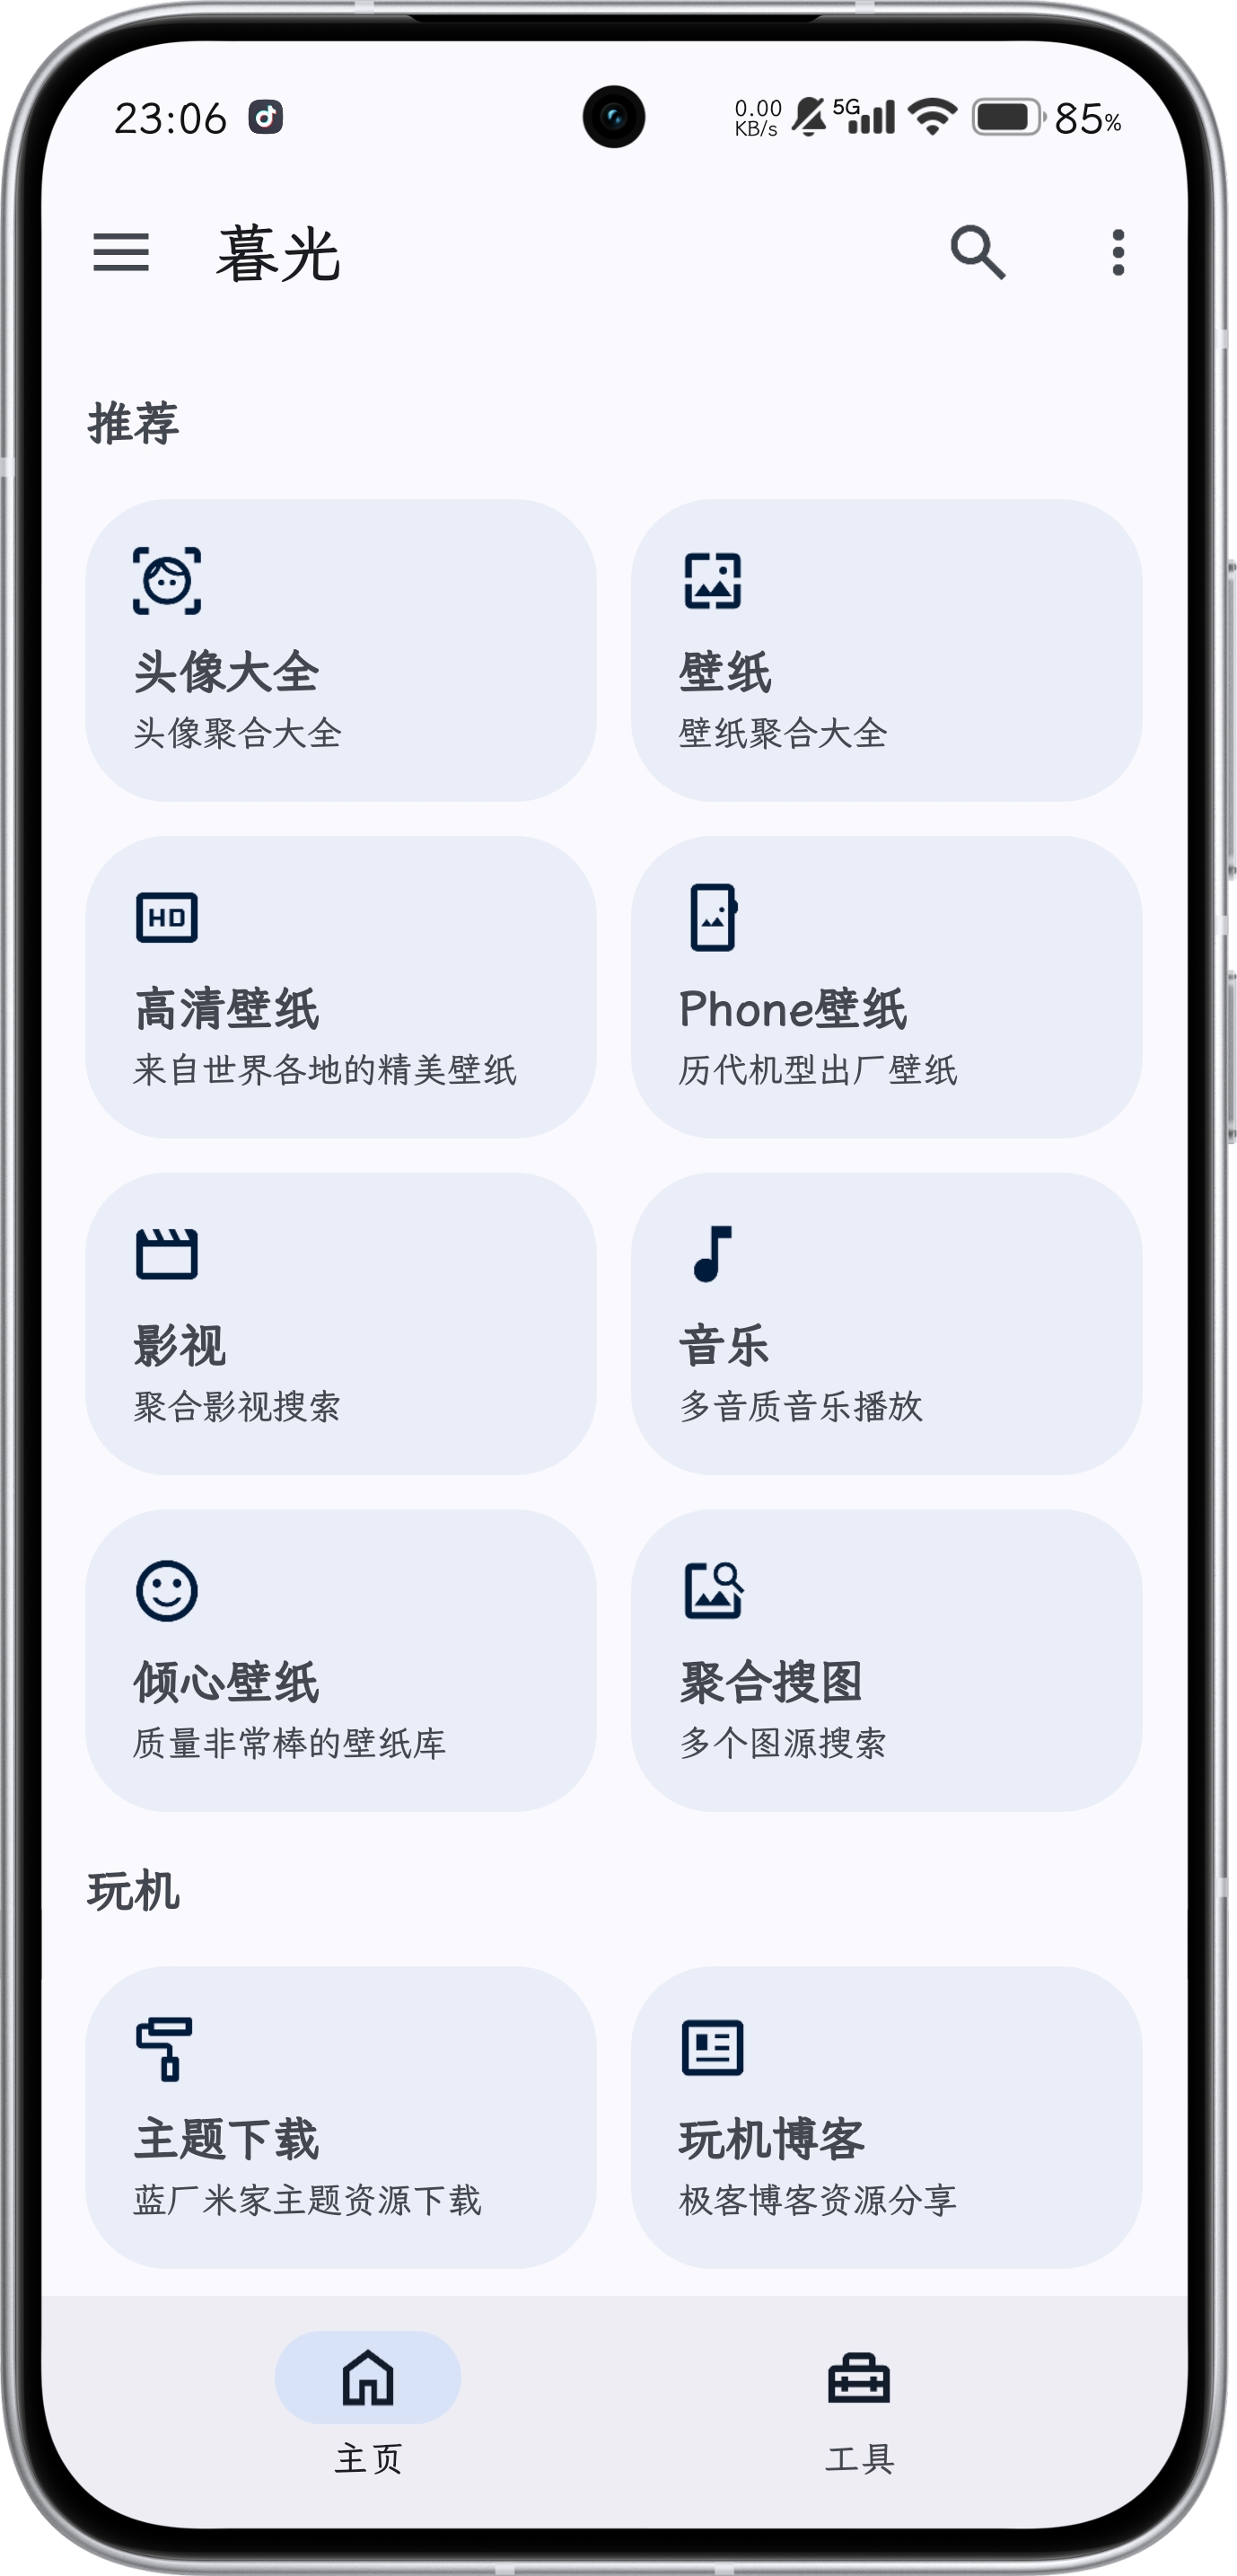 23:06
0.00
KB/s
5G
85%
暮光
推荐
头像大全
头像聚合大全
壁纸
壁纸聚合大全
HD
高清壁纸
来自世界各地的精美壁纸
Phone壁纸
历代机型出厂壁纸
影视
聚合影视搜索
音乐
多音质音乐播放
倾心壁纸
质量非常棒的壁纸库
聚合搜图
多个图源搜索
玩机
主题下载
蓝厂米家主题资源下载
玩机博客
极客博客资源分享
主页
工具